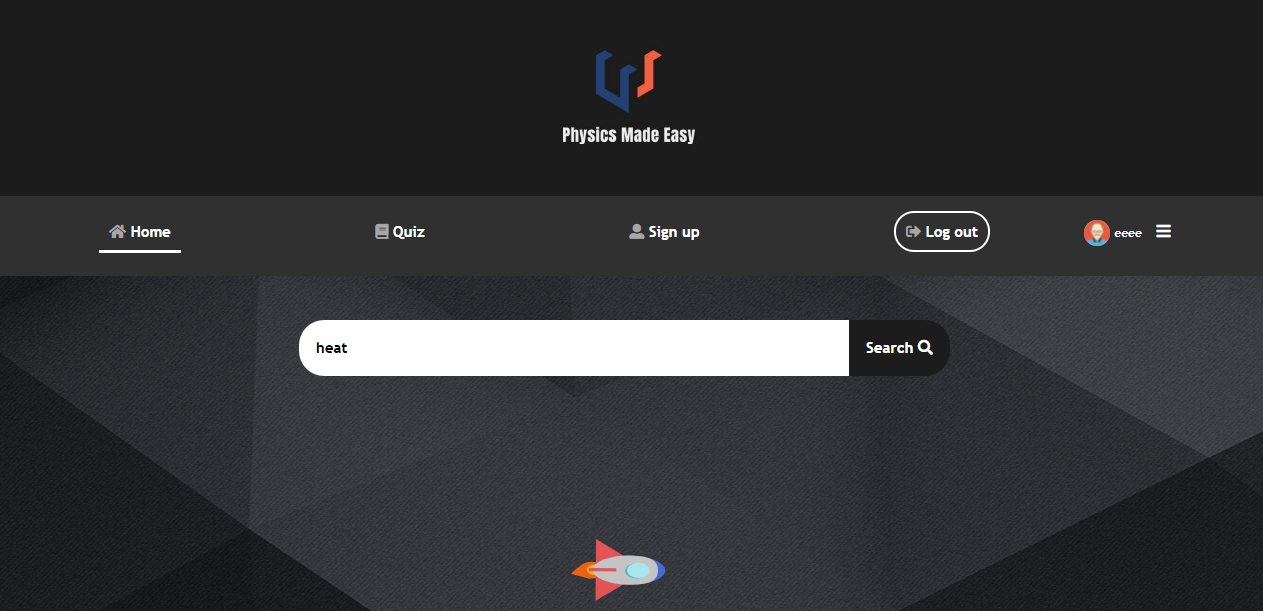 Physics Made Easy
Home
Quiz
Sign up
Log out
eeee
heat
Search